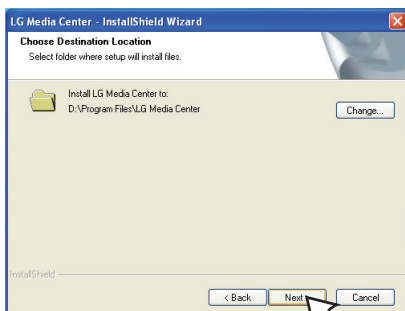 LG Media Center - InstallShield Wizard
Choose Destination Location
Select folder where setup will install files.
Install LG Media Center to:
D:\Program Files\LG Media Center
Change...
InstallShield
< Back
Next
Cancel